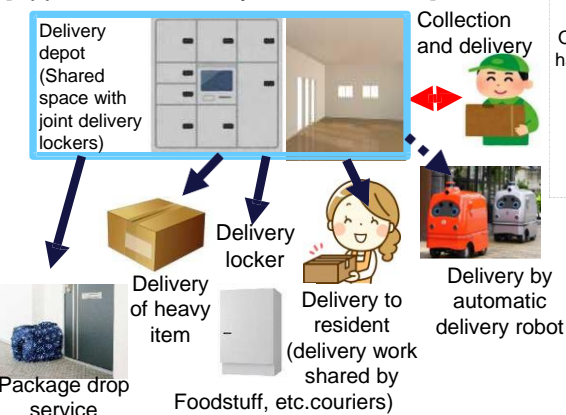 Delivery
depot
(Shared
space with
joint delivery
lockers)
Collection
and delivery
Delivery
locker
Delivery
of heavy
item
Delivery to
resident
(delivery work
shared by
Foodstuff, etc.couriers)
Delivery by
automatic
delivery robot
Package drop
service